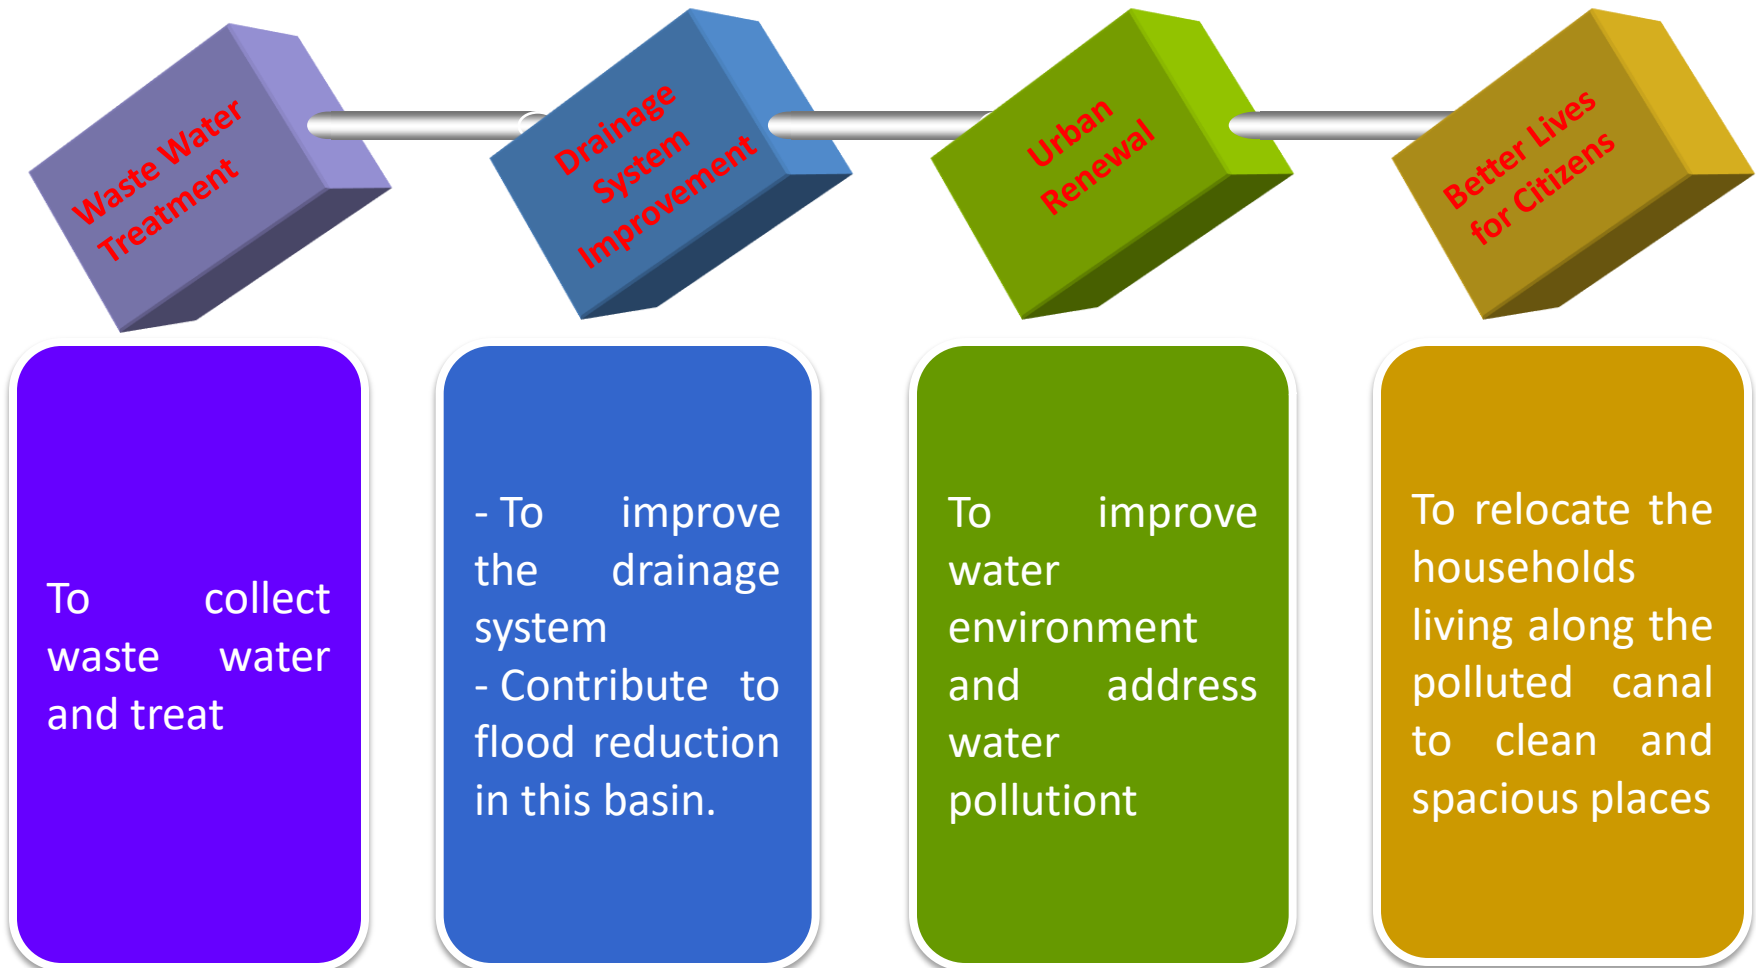 Waste Water
Treatment
Drainage
System
Improvement
Urban
Renewal
Better Lives
for Citizens
To collect
waste water
and treat
- To improve
the drainage
system
- Contribute to
flood reduction
in this basin.
To improve
water
environment
and address
water
pollutiont
To relocate the
households
living along the
polluted canal
to clean and
spacious places